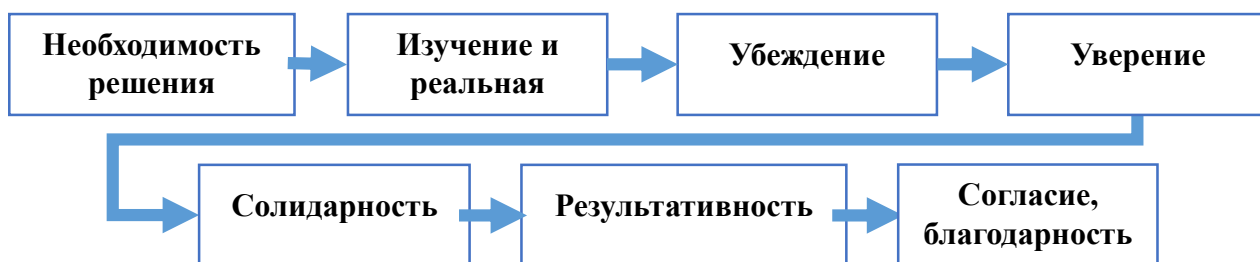 Необходимость
решения
Изучение и
реальная
Убеждение
Уверение
Солидарность
Результативность
Согласие,
благодарность